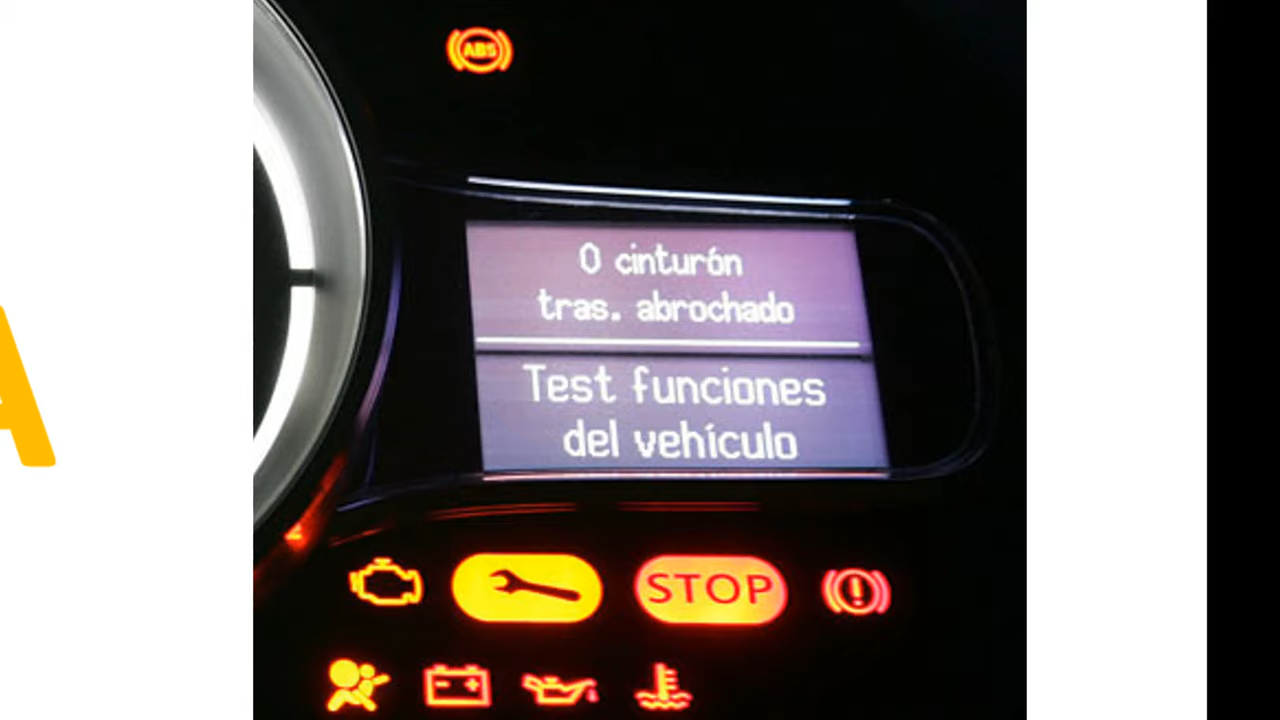 ABS
0 cinturón
tras. abrochado
Test funciones
del vehículo
STOP
A